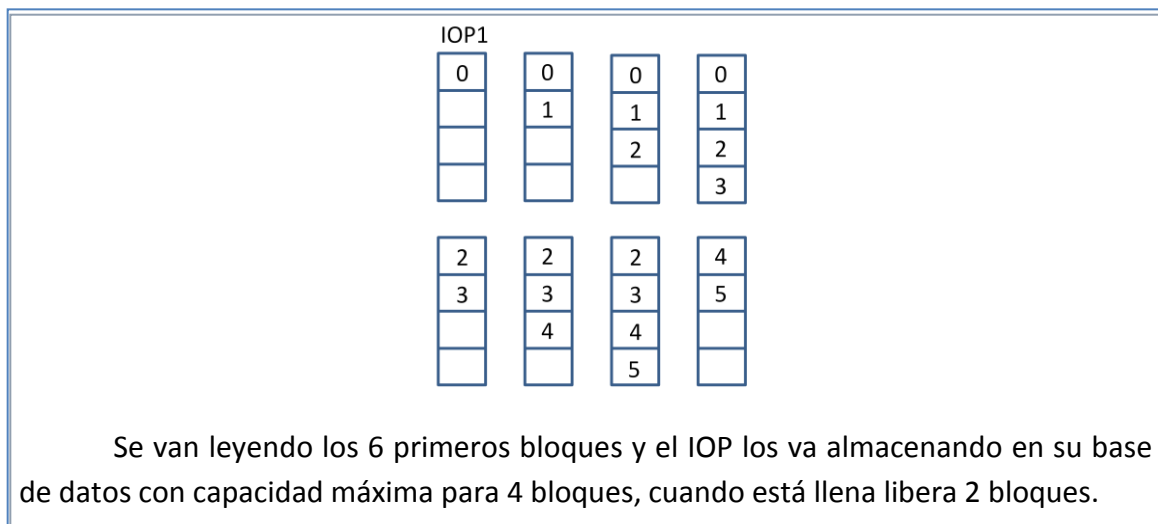 IOP1
0 0 0 0
1 1 1
2 2
3
2 2 2 4
3 3 3 5
4 4
5
Se van leyendo los 6 primeros bloques y el IOP los va almacenando en su base
de datos con capacidad máxima para 4 bloques, cuando está llena libera 2 bloques.